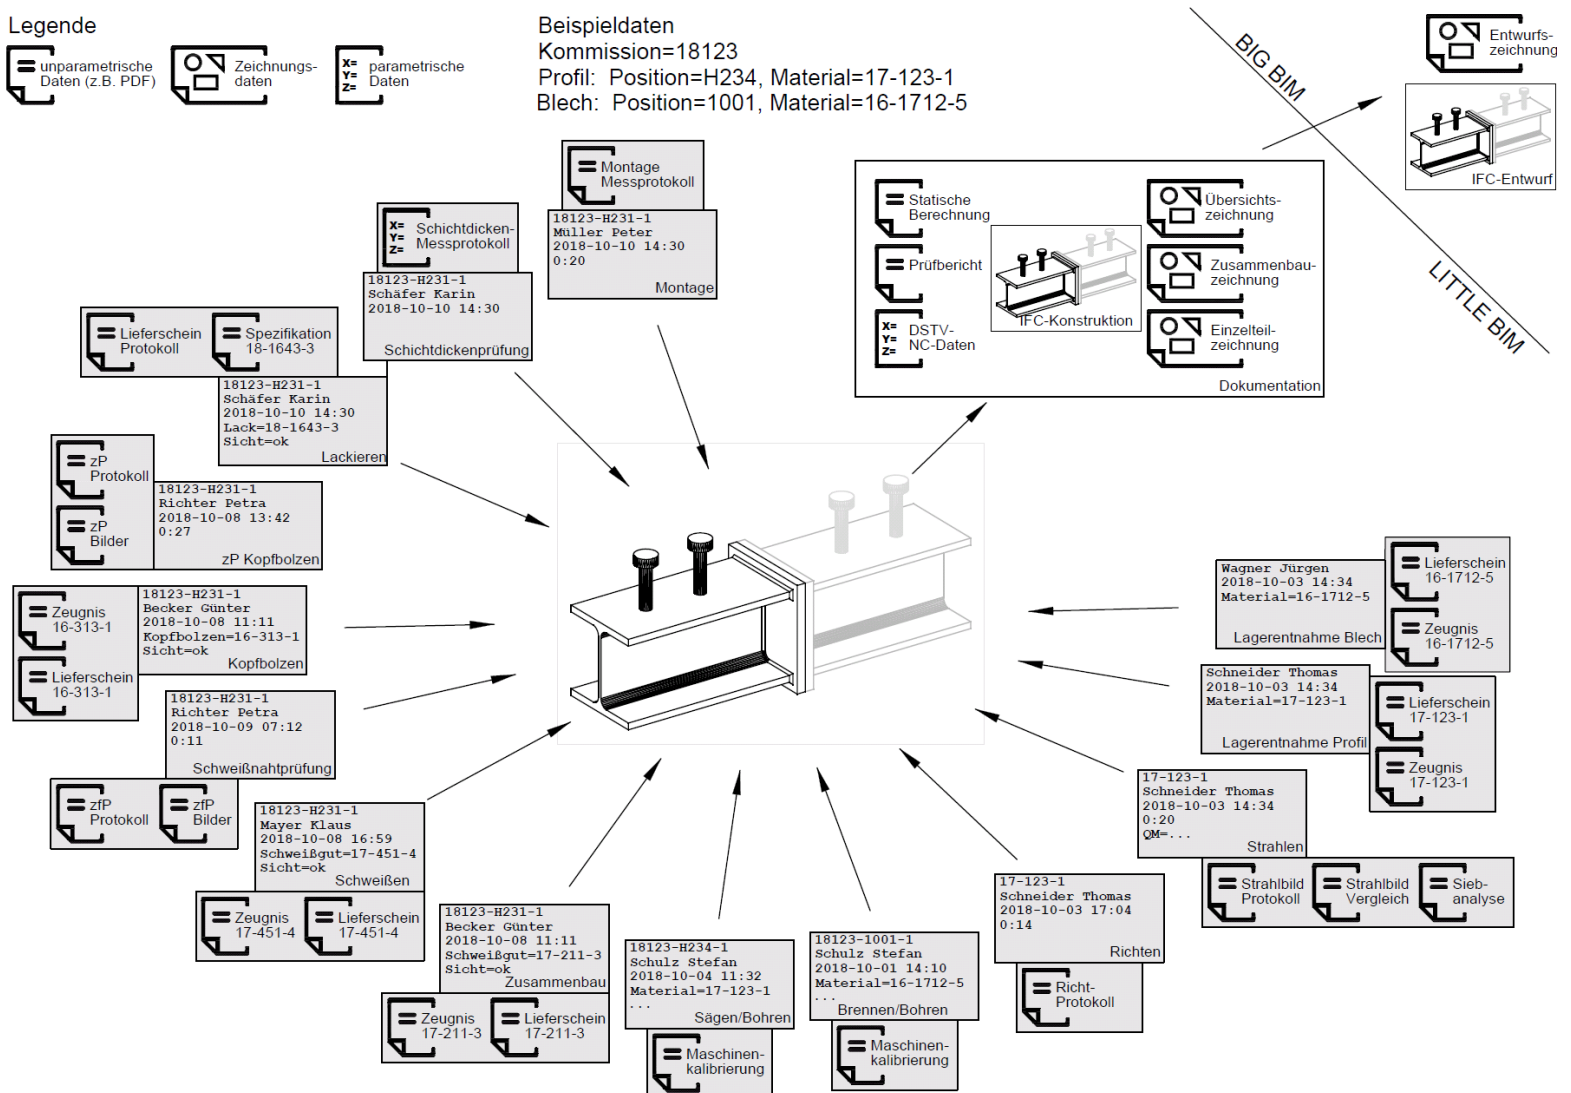 Legende
unparametrische
Daten (z.B. PDF)
Zeichnungs-
daten
X=
Y=
Z=
parametrische
Daten
Beispieldaten
Kommission=18123
Profil: Position=H234, Material=17-123-1
Blech: Position=1001, Material=16-1712-5
BIG BIM
LITTLE BIM
Entwurfs-
zeichnung
IFC-Entwurf
Statische
Berechnung
Prüfbericht
X=
Y=
Z=
DSTV-
NC-Daten
IFC-Konstruktion
Übersichts-
zeichnung
Zusammenbau-
zeichnung
Einzelteil-
zeichnung
Dokumentation
Montage
Messprotokoll
18123-H231-1
Müller Peter
2018-10-10 14:30
0:20
Montage
X=
Y=
Z=
Schichtdicken-
Messprotokoll
18123-H231-1
Schäfer Karin
2018-10-10 14:30
Schichtdickenprüfung
Lieferschein
Protokoll
Spezifikation
18-1643-3
18123-H231-1
Schäfer Karin
2018-10-10 14:30
Lack=18-1643-3
Sicht=ok
Lackieren
zP
Protokoll
zP
Bilder
18123-H231-1
Richter Petra
2018-10-08 13:42
0:27
zP Kopfbolzen
Zeugnis
16-313-1
Lieferschein
16-313-1
18123-H231-1
Becker Günter
2018-10-08 11:11
Kopfbolzen=16-313-1
Sicht=ok
Kopfbolzen
18123-H231-1
Richter Petra
2018-10-09 07:12
0:11
Schweißnahtprüfung
zfP
Protokoll
zfP
Bilder
18123-H231-1
Mayer Klaus
2018-10-08 16:59
Schweißgut=17-451-4
Sicht=ok
Schweißen
Zeugnis
17-451-4
Lieferschein
17-451-4
18123-H231-1
Becker Günter
2018-10-08 11:11
Schweißgut=17-211-3
Sicht=ok
Zusammenbau
Zeugnis
17-211-3
Lieferschein
17-211-3
18123-H234-1
Schulz Stefan
2018-10-04 11:32
Material=17-123-1
...
Sägen/Bohren
Maschinen-
kalibrierung
18123-1001-1
Schulz Stefan
2018-10-01 14:10
Material=16-1712-5
...
Brennen/Bohren
Maschinen-
kalibrierung
17-123-1
Schneider Thomas
2018-10-03 17:04
0:14
Richten
Richt-
Protokoll
17-123-1
Schneider Thomas
2018-10-03 14:34
0:20
QM=...
Strahlen
Strahlbild
Protokoll
Strahlbild
Vergleich
Sieb-
analyse
Schneider Thomas
2018-10-03 14:34
Material=17-123-1
Lagerentnahme Profil
Lieferschein
17-123-1
Zeugnis
17-123-1
Wagner Jürgen
2018-10-03 14:34
Material=16-1712-5
Lagerentnahme Blech
Lieferschein
16-1712-5
Zeugnis
16-1712-5